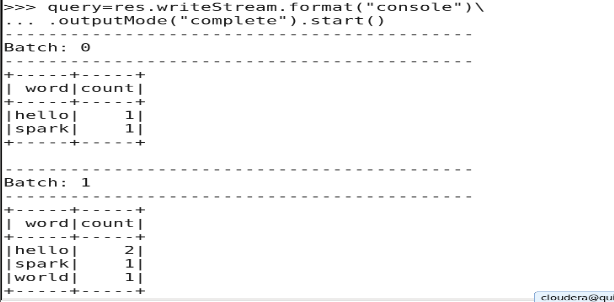 >>> query=res.writeStream.format("console")\
... .outputMode("complete").start()
-------------------------------------------
Batch: 0
-------------------------------------------
+-----+-----+
| word|count|
+-----+-----+
|hello|    1|
|spark|    1|
+-----+-----+
-------------------------------------------
Batch: 1
-------------------------------------------
+-----+-----+
| word|count|
+-----+-----+
|hello|    2|
|spark|    1|
|world|    1|
+-----+-----+
cloudera@qu